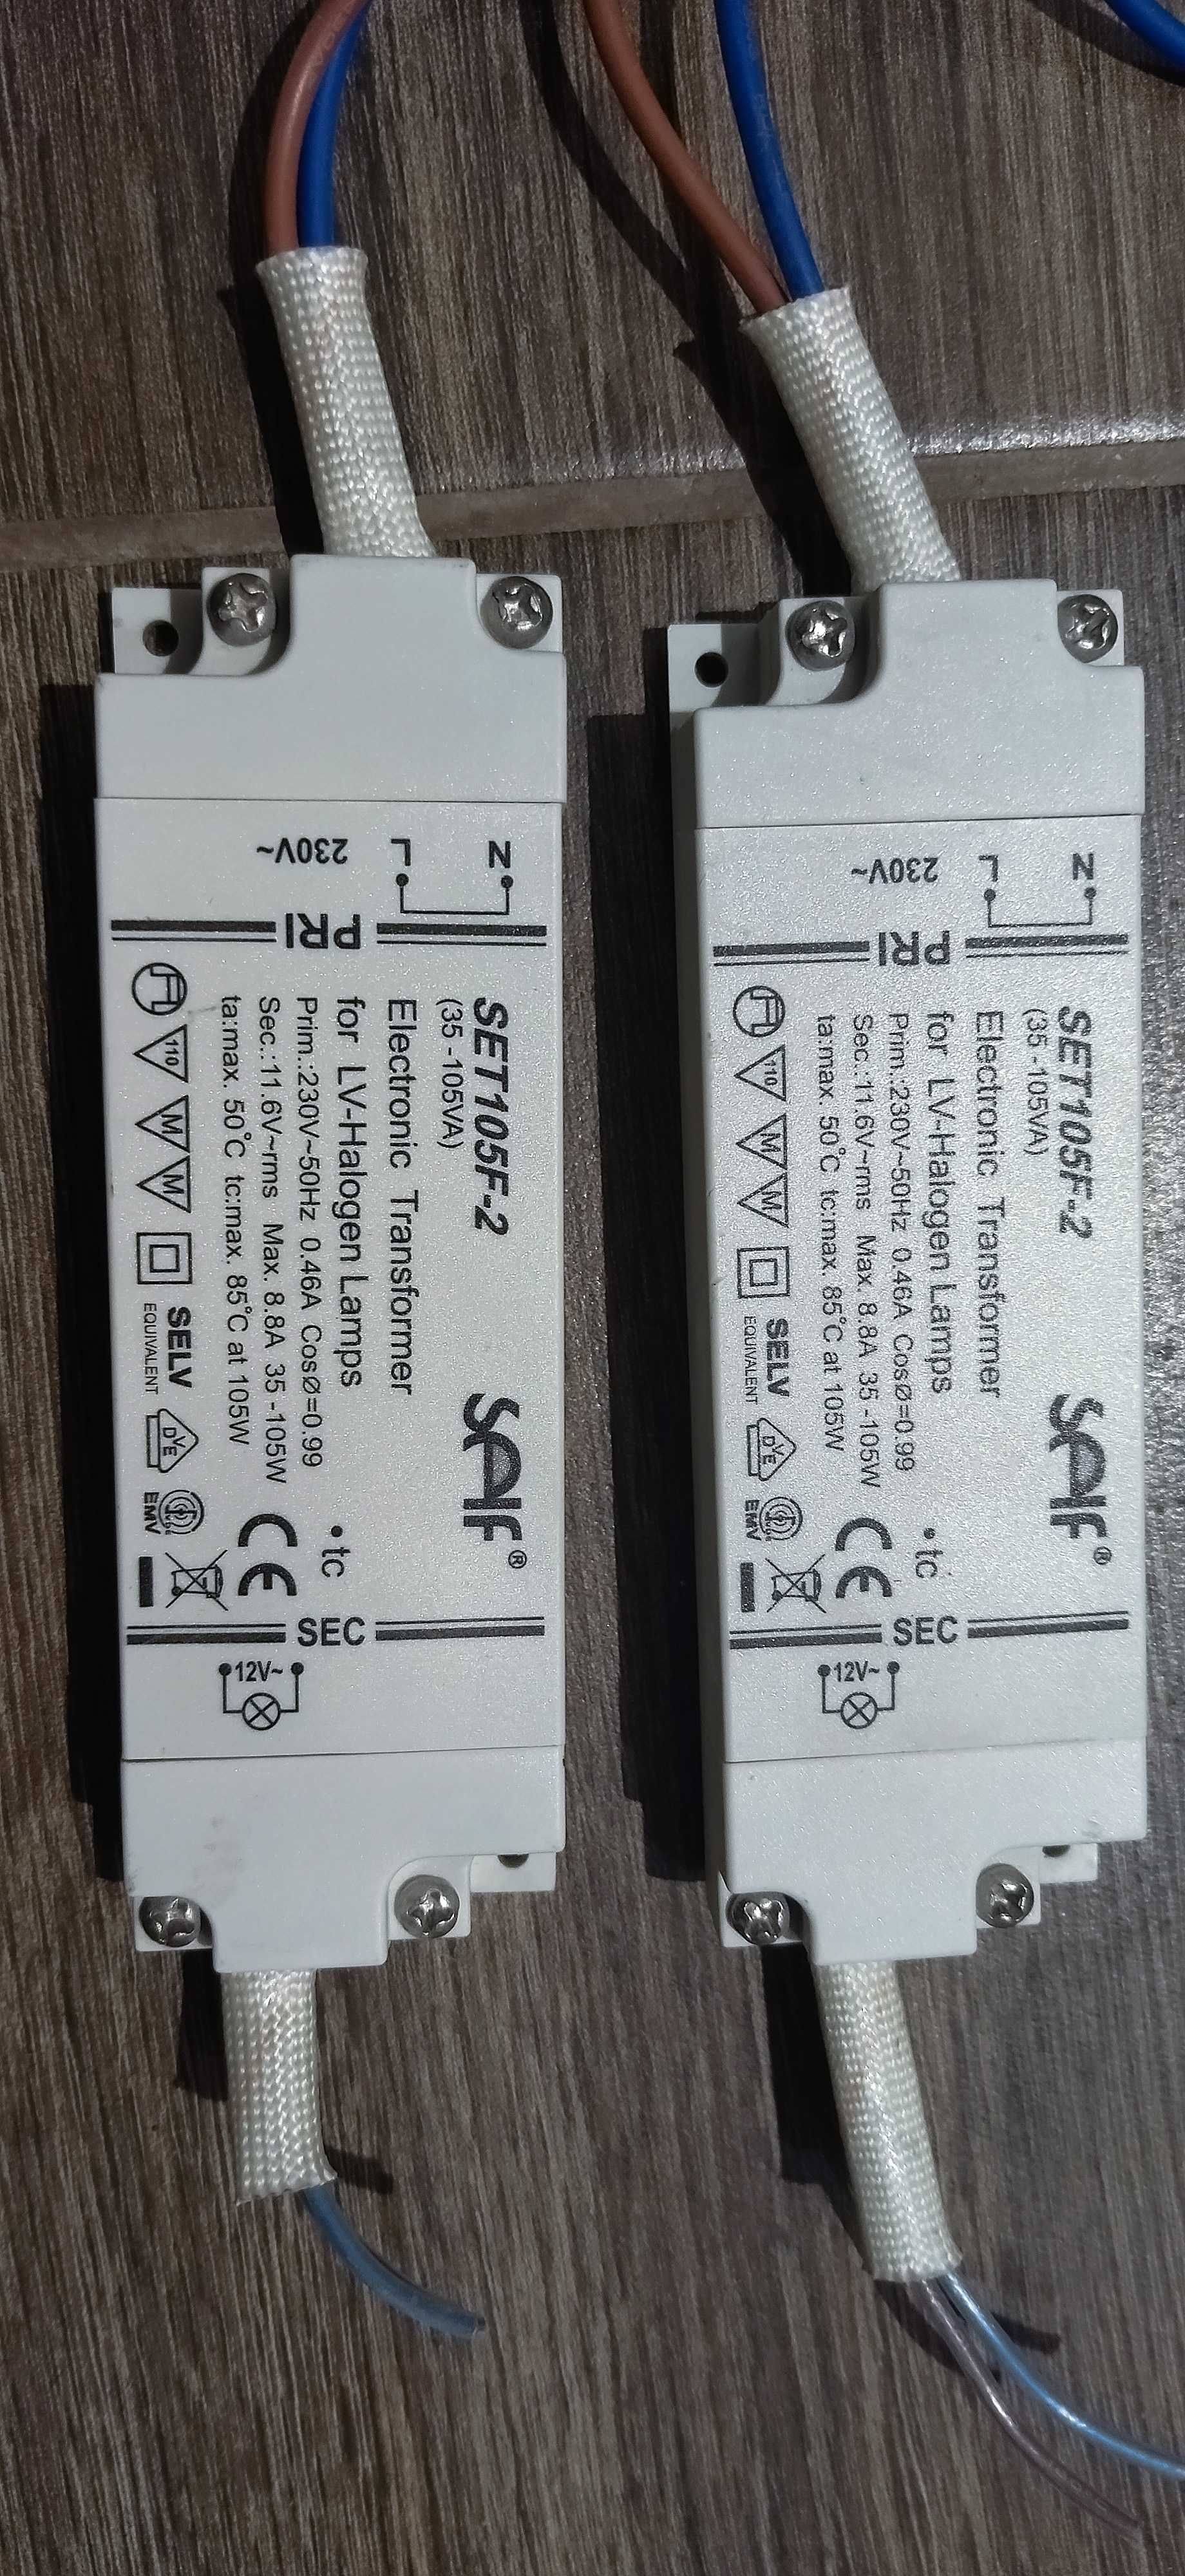 N
L
230V~
PRI
SET105F-2
(35 -105VA)
SELF®
Electronic Transformer
for LV-Halogen Lamps
Prim.:230V~50Hz 0.46A CosØ=0.99
Sec.:11.6V~rms Max. 8.8A 35 -105W
ta:max. 50°C tc:max. 85°C at 105W
• tc
CE
110
M
M
SELV
EQUIVALENT
DVE
EMV
SEC
12V~
N
L
230V~
PRI
SET105F-2
(35 -105VA)
SELF®
Electronic Transformer
for LV-Halogen Lamps
Prim.:230V~50Hz 0.46A CosØ=0.99
Sec.:11.6V~rms Max. 8.8A 35 -105W
ta:max. 50°C tc:max. 85°C at 105W
• tc
CE
110
M
M
SELV
EQUIVALENT
DVE
EMV
SEC
12V~